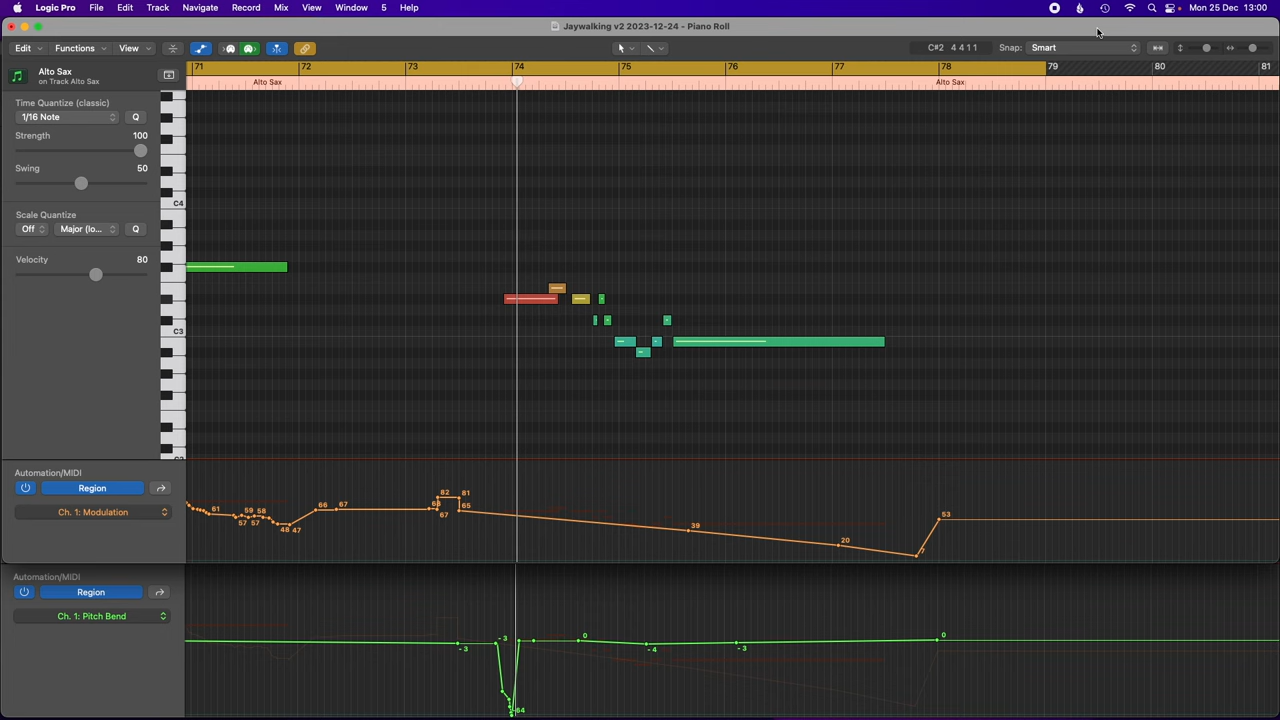 Logic Pro File Edit Track Navigate Record Mix View Window 5 Help Mon 25 Dec 13:00
Jaywalking v2 2023-12-24 - Piano Roll
Edit Functions View C#2 4 4 1 1 Snap: Smart
Alto Sax
on Track Alto Sax
71 72 73 74 75 76 77 78 79 80 81
Alto Sax Alto Sax
Time Quantize (classic)
1/16 Note Q
Strength 100
Swing 50
Scale Quantize
Off Major (lo... Q
Velocity 80
C4
C3
Automation/MIDI
Region
Ch. 1: Modulation
61 57 59 57 58 48 47 66 67 68 67 82 81 65 39 20 7 53
Automation/MIDI
Region
Ch. 1: Pitch Bend
-3 -3 -64 0 -4 -3 0